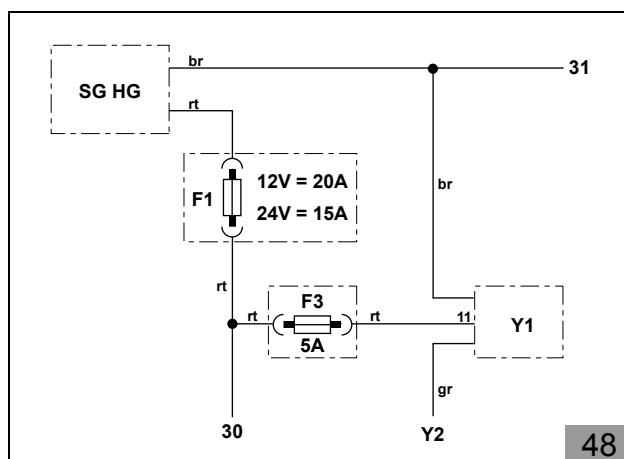 br
31
SG HG
rt
12V = 20A
F1
24V = 15A
br
rt
F3
rt
rt
11
Y1
5A
gr
30
Y2
48